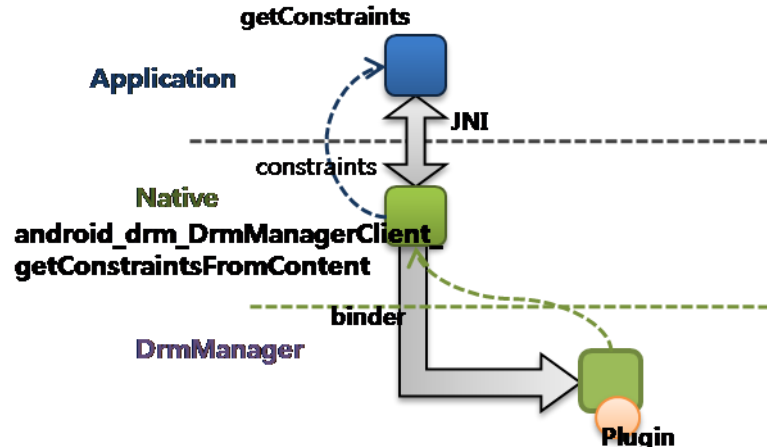 getConstraints
Application
JNI
constraints
Native
android_drm_DrmManagerClient_
getConstraintsFromContent
binder
DrmManager
Plugin